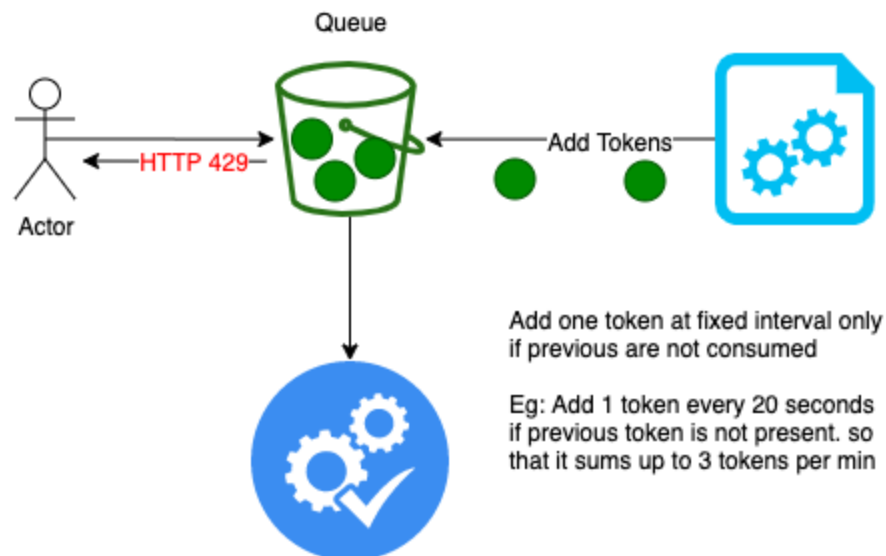 Queue
Add Tokens
HTTP 429
Actor
Add one token at fixed interval only
if previous are not consumed
Eg: Add 1 token every 20 seconds
if previous token is not present. so
that it sums up to 3 tokens per min